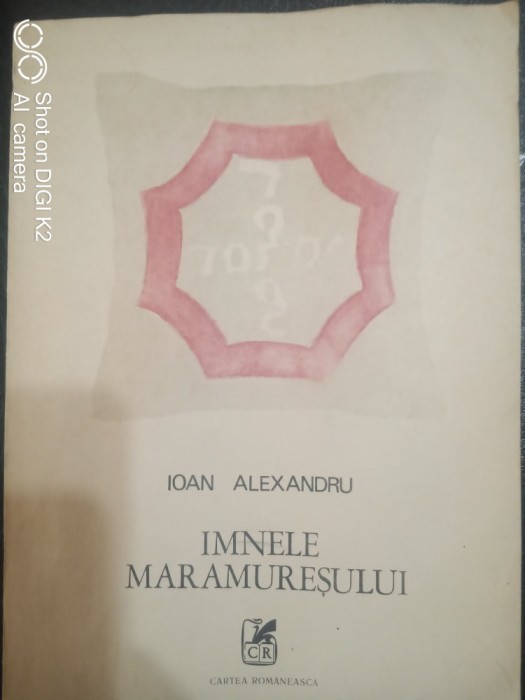 Shot on DIGI K2
AI camera
IOAN ALEXANDRU
IMNELE
MARAMUREȘULUI
CR
CARTEA ROMÂNEASCĂ